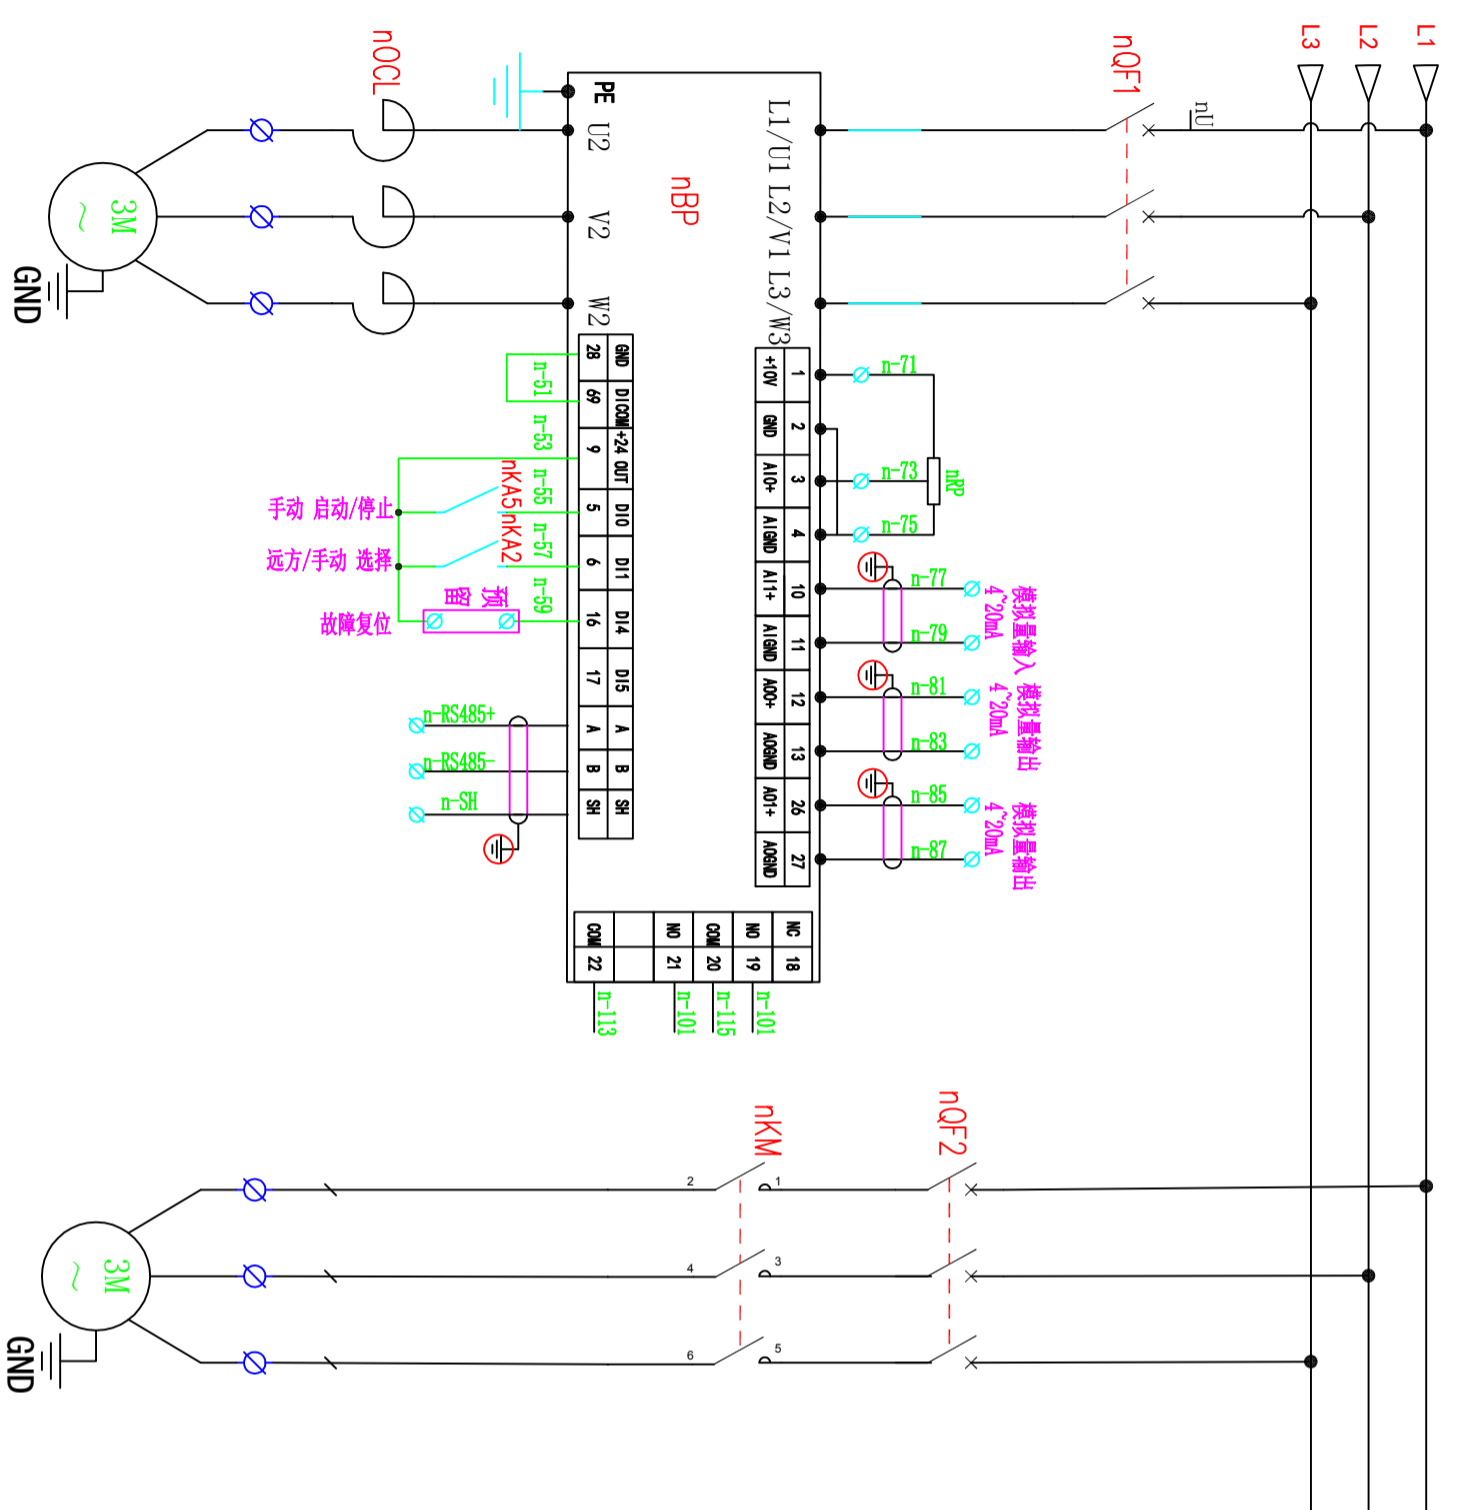 L1
L2
L3
nQF1
nU
nOCL
PE
U2
V2
W2
L1/U1 L2/V1 L3/W3
nBP
3M
~
GND
GND 28
DICOM 69
+24 OUT 9
DI0 5
DI1 6
DI4 16
DI5 17
A A
B B
SH SH
1 +10V
2 GND
3 AI0+
4 AIGND
10 AI1+
11 AIGND
12 AO0+
13 AOGND
26 AO1+
27 AOGND
n-51
n-53
n-55
n-57
n-59
nKA5
nKA2
手动 启动/停止
远方/手动 选择
故障复位
预 留
n-RS485+
n-RS485-
n-SH
n-71
n-73
n-75
nRP
n-77
n-79
n-81
n-83
n-85
n-87
模拟量输入
4~20mA
模拟量输出
4~20mA
模拟量输出
4~20mA
NC 18
NO 19
COM 20
NO 21
COM 22
n-101
n-115
n-101
n-113
nQF2
nKM
1
2
3
4
5
6
3M
~
GND